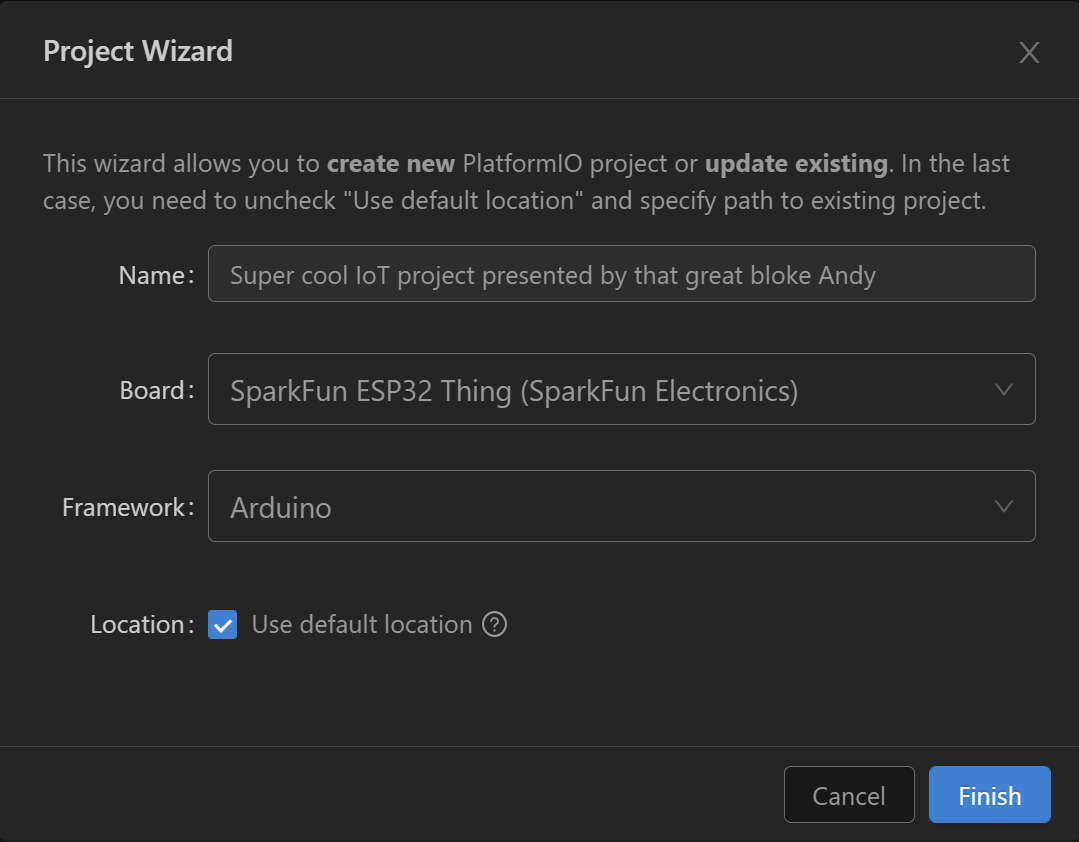 Project Wizard
This wizard allows you to create new PlatformIO project or update existing. In the last
case, you need to uncheck "Use default location" and specify path to existing project.
Name: Super cool IoT project presented by that great bloke Andy
Board: SparkFun ESP32 Thing (SparkFun Electronics)
Framework: Arduino
Location: Use default location
Cancel Finish